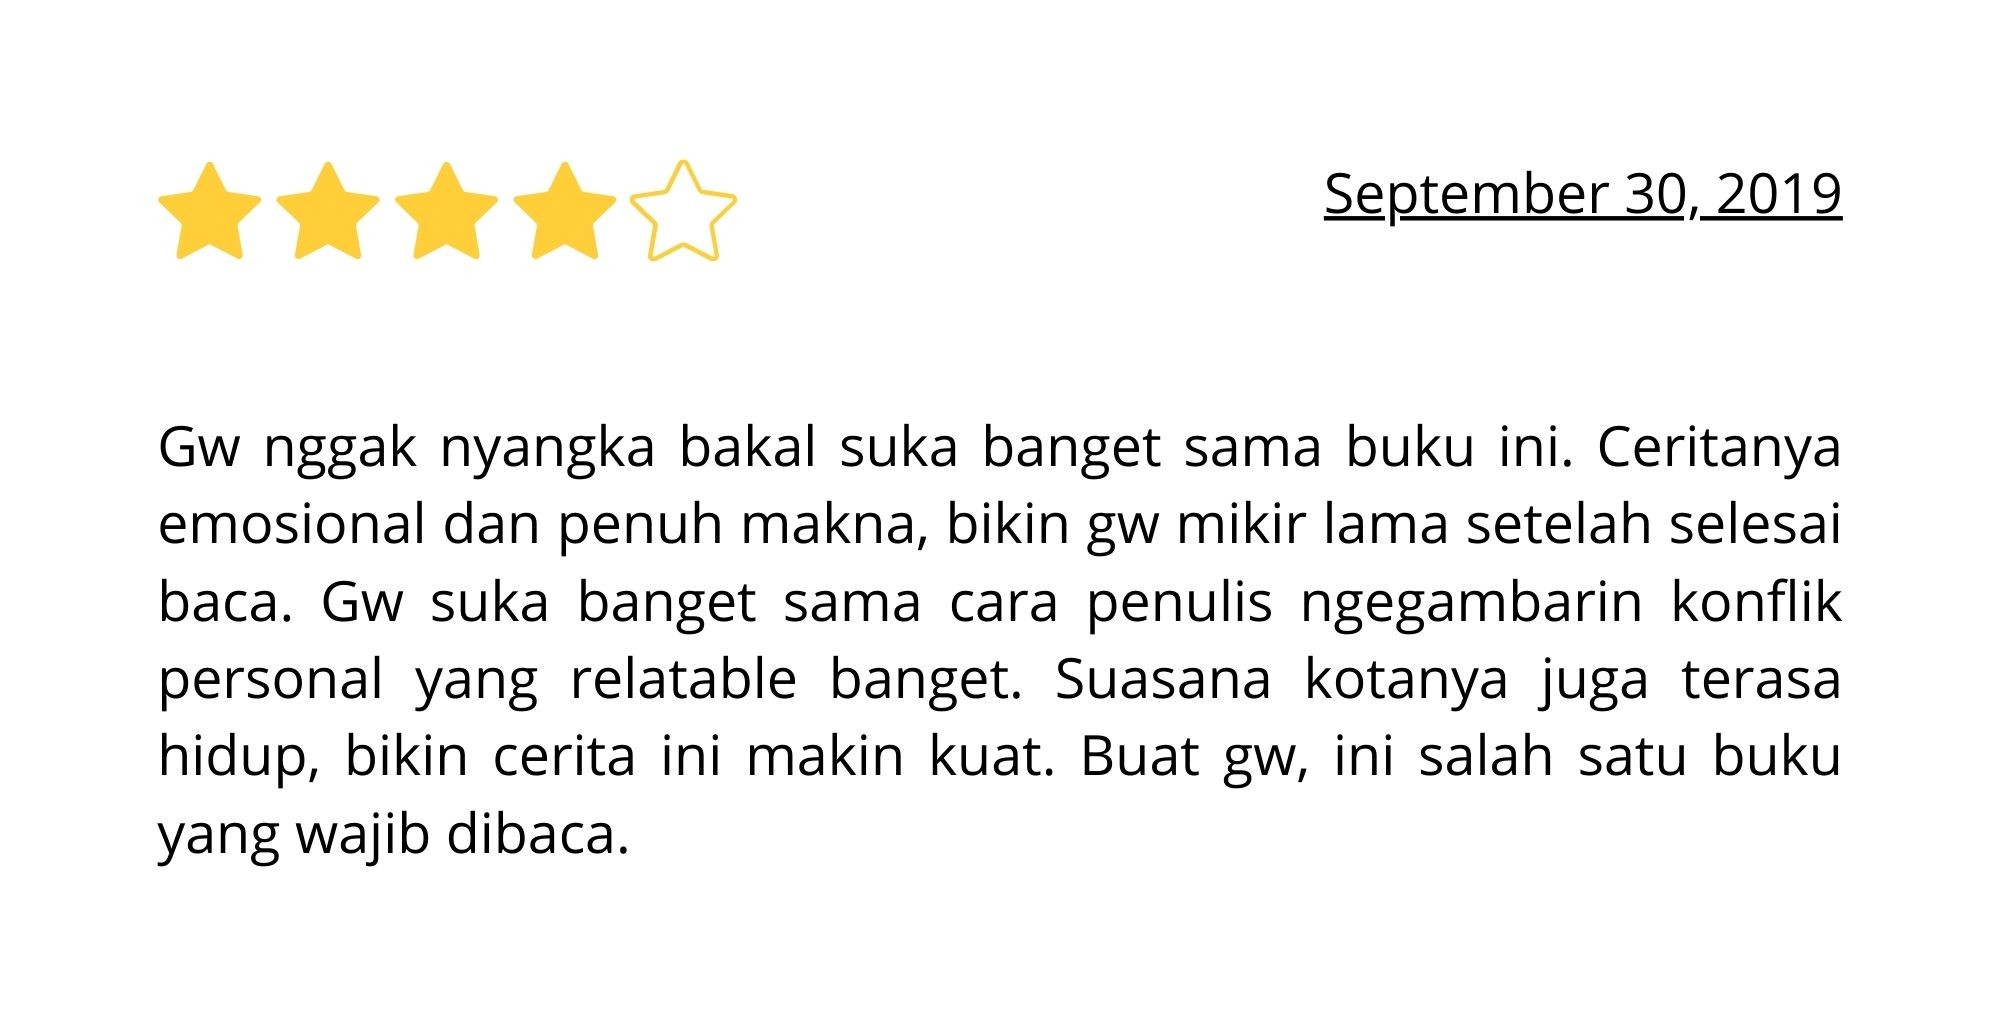 September 30, 2019
Gw nggak nyangka bakal suka banget sama buku ini. Ceritanya
emosional dan penuh makna, bikin gw mikir lama setelah selesai
baca. Gw suka banget sama cara penulis ngegambarin konflik
personal yang relatable banget. Suasana kotanya juga terasa
hidup, bikin cerita ini makin kuat. Buat gw, ini salah satu buku
yang wajib dibaca.